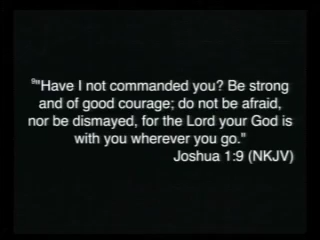 9"Have I not commanded you? Be strong
and of good courage; do not be afraid,
nor be dismayed, for the Lord your God is
with you wherever you go."
Joshua 1:9 (NKJV)